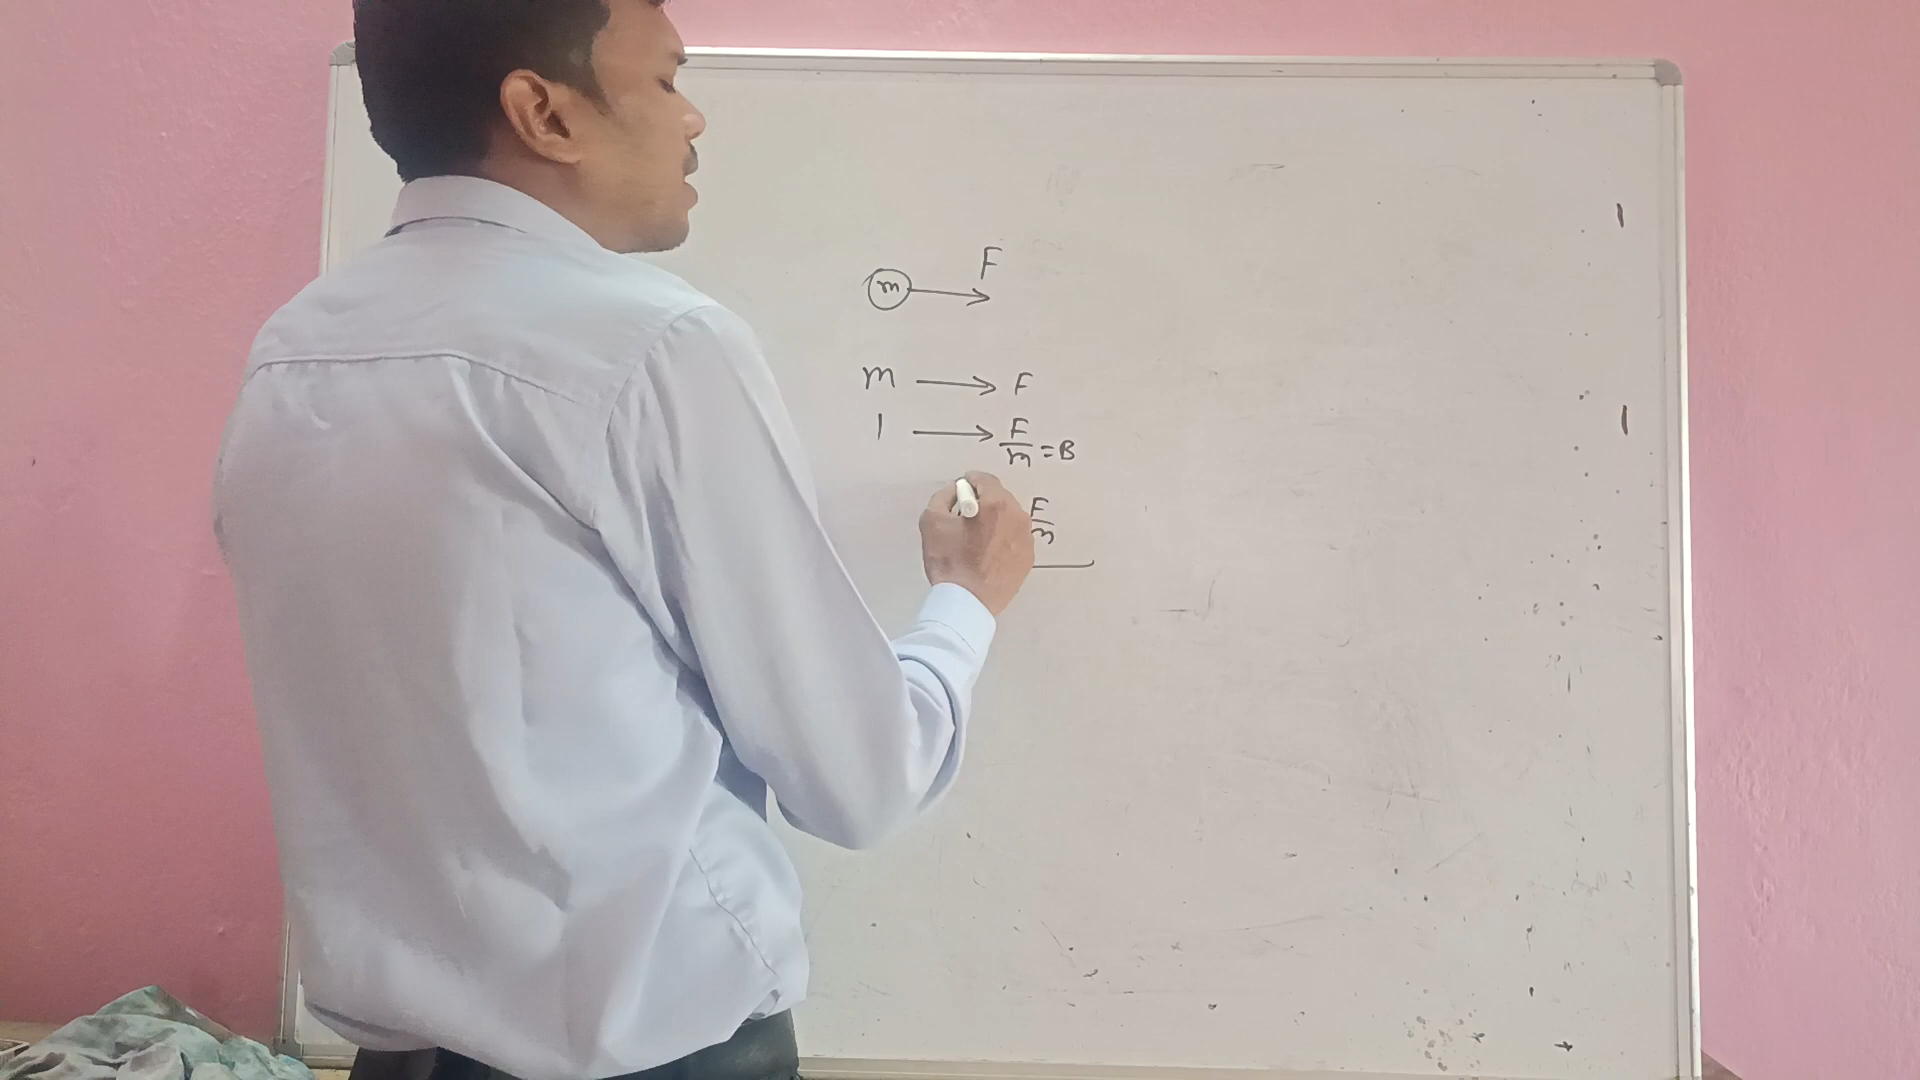 F
m
m → F
1 → F/m = B
F/m